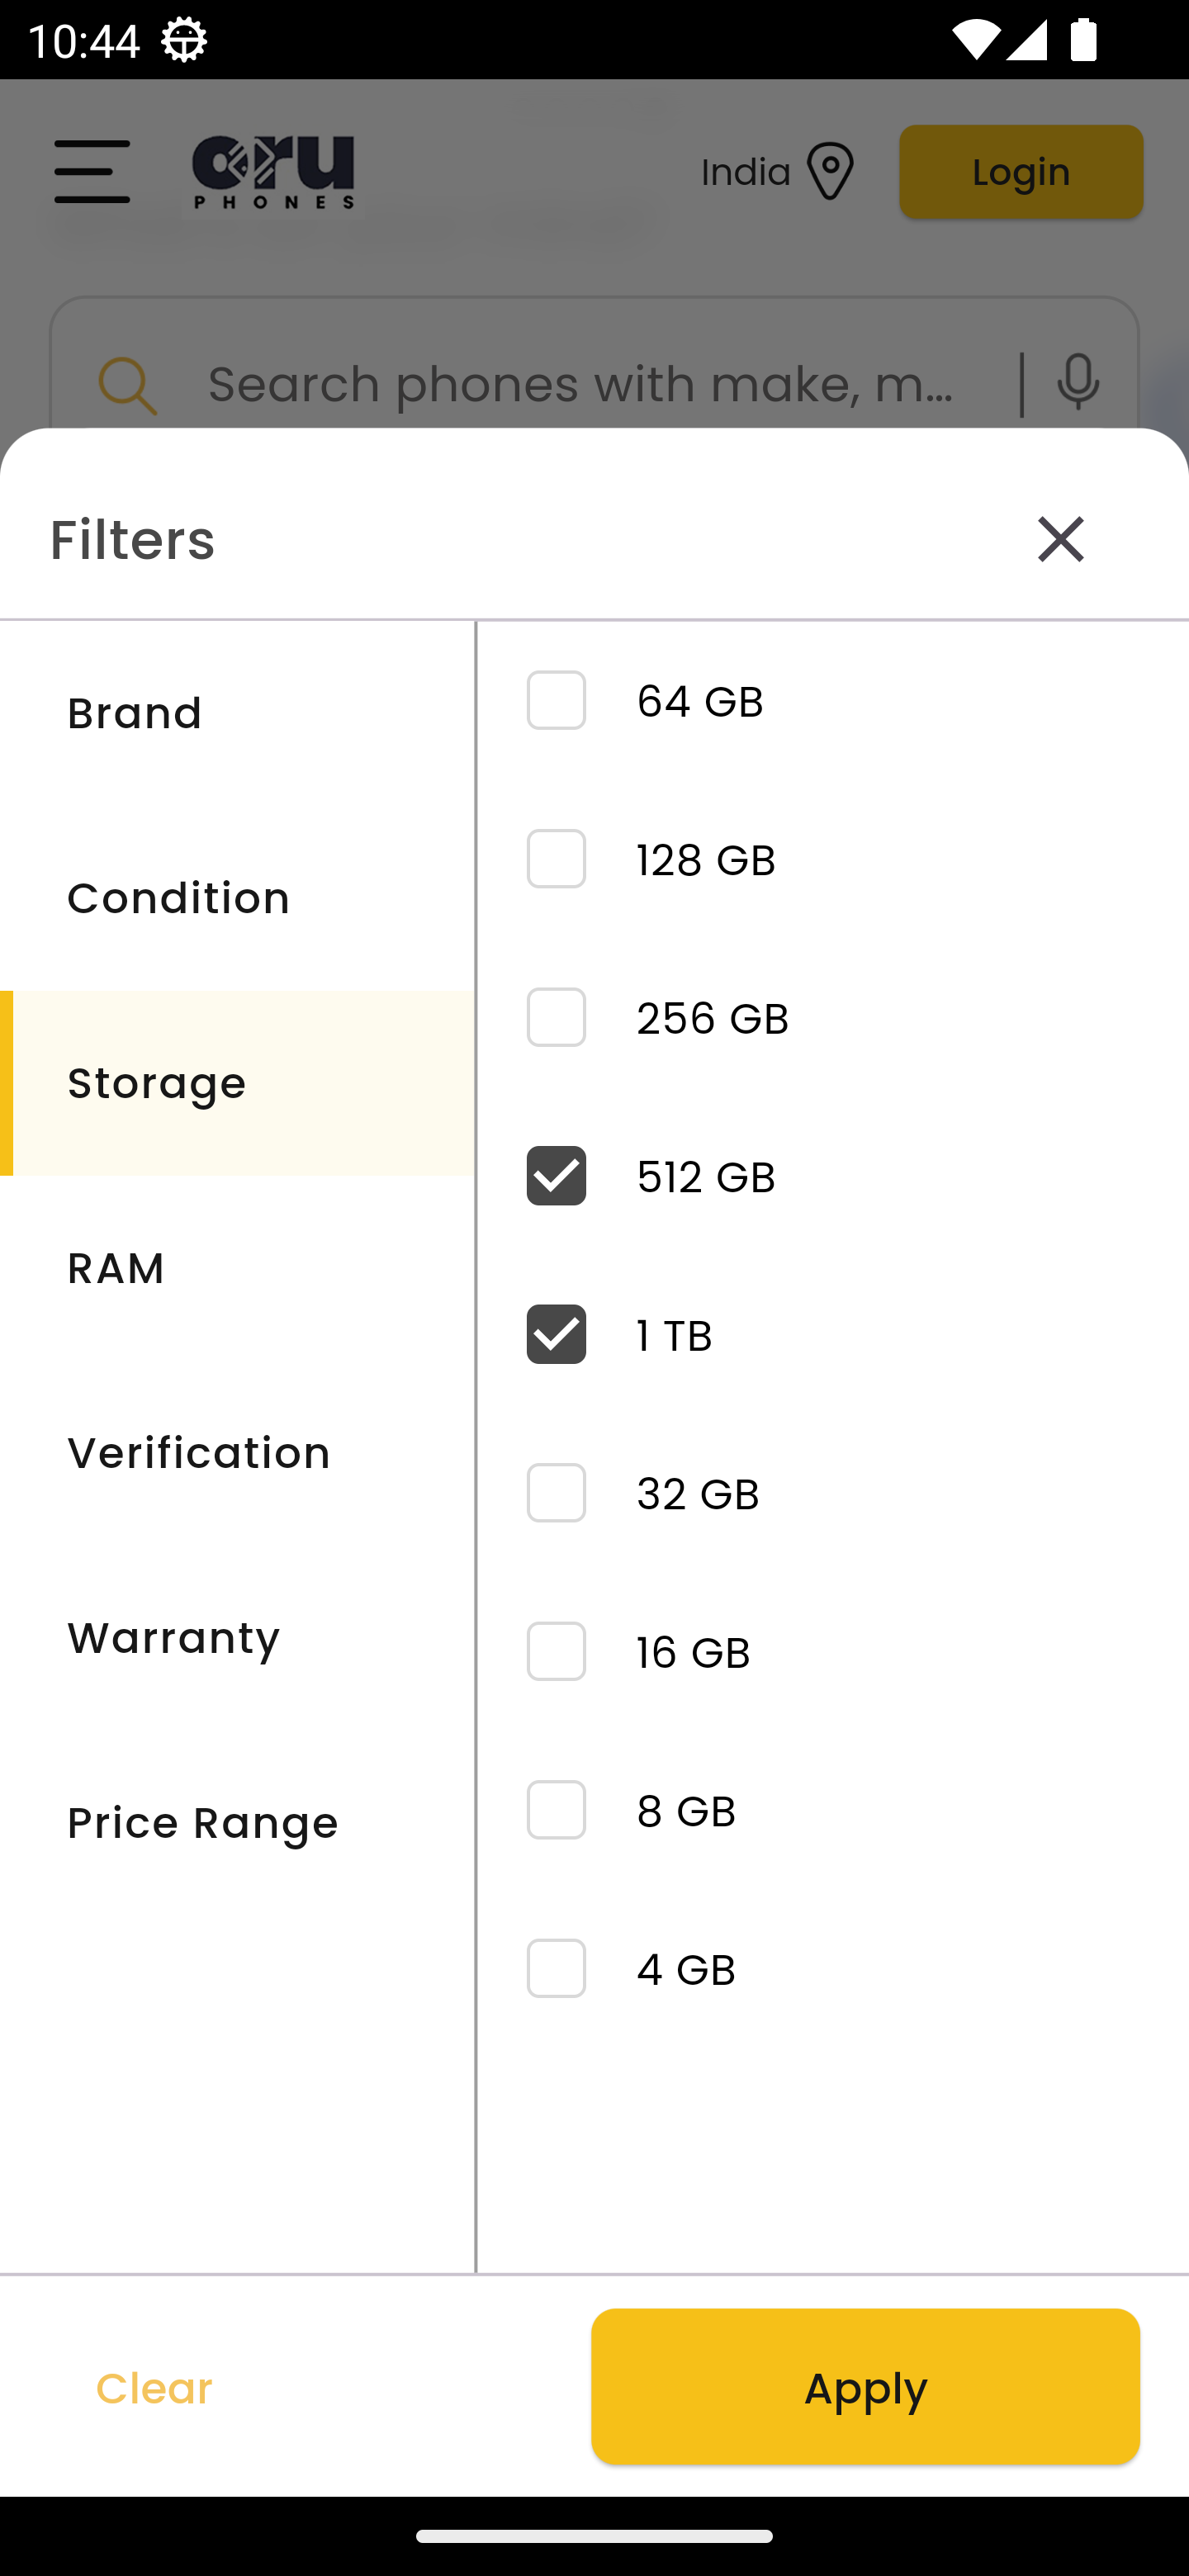 10:44
oru
PHONES
India
Login
Search phones with make, m...
Filters
Brand
Condition
Storage
RAM
Verification
Warranty
Price Range
64 GB
128 GB
256 GB
512 GB
1 TB
32 GB
16 GB
8 GB
4 GB
Clear
Apply